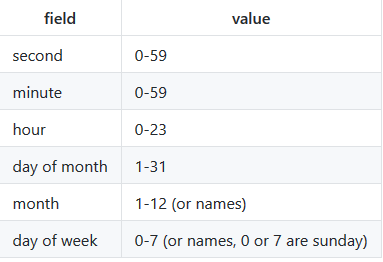 field value
second 0-59
minute 0-59
hour 0-23
day of month 1-31
month 1-12 (or names)
day of week 0-7 (or names, 0 or 7 are sunday)